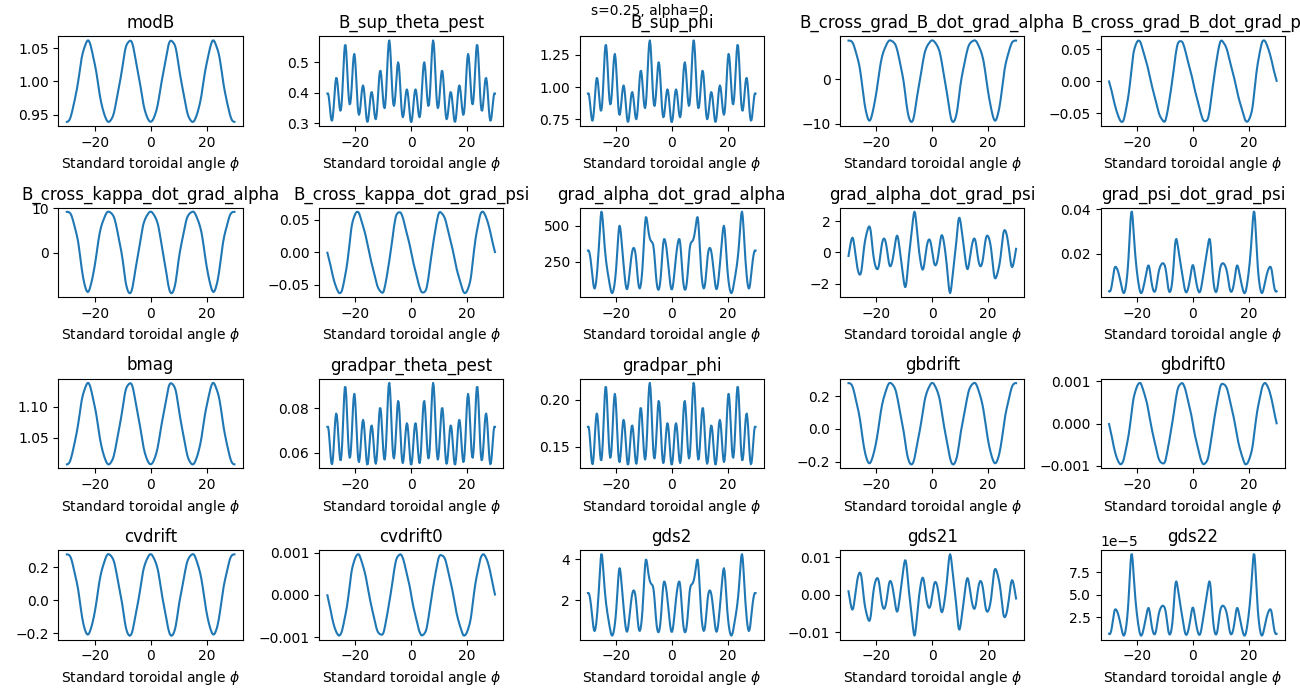 s=0.25, alpha=0
modB
B_sup_theta_pest
B_sup_phi
B_cross_grad_B_dot_grad_alpha
B_cross_grad_B_dot_grad_p
1.05
1.00
0.95
−20 0 20
Standard toroidal angle ϕ
0.5
0.4
0.3
−20 0 20
Standard toroidal angle ϕ
1.25
1.00
0.75
−20 0 20
Standard toroidal angle ϕ
0
−10
−20 0 20
Standard toroidal angle ϕ
0.05
0.00
−0.05
−20 0 20
Standard toroidal angle ϕ
B_cross_kappa_dot_grad_alpha
B_cross_kappa_dot_grad_psi
grad_alpha_dot_grad_alpha
grad_alpha_dot_grad_psi
grad_psi_dot_grad_psi
10
0
−20 0 20
Standard toroidal angle ϕ
0.05
0.00
−0.05
−20 0 20
Standard toroidal angle ϕ
500
250
−20 0 20
Standard toroidal angle ϕ
2
0
−2
−20 0 20
Standard toroidal angle ϕ
0.04
0.02
−20 0 20
Standard toroidal angle ϕ
bmag
gradpar_theta_pest
gradpar_phi
gbdrift
gbdrift0
1.10
1.05
−20 0 20
Standard toroidal angle ϕ
0.08
0.06
−20 0 20
Standard toroidal angle ϕ
0.20
0.15
−20 0 20
Standard toroidal angle ϕ
0.2
0.0
−0.2
−20 0 20
Standard toroidal angle ϕ
0.001
0.000
−0.001
−20 0 20
Standard toroidal angle ϕ
cvdrift
cvdrift0
gds2
gds21
gds22
0.2
0.0
−0.2
−20 0 20
Standard toroidal angle ϕ
0.001
0.000
−0.001
−20 0 20
Standard toroidal angle ϕ
4
2
−20 0 20
Standard toroidal angle ϕ
0.01
0.00
−0.01
−20 0 20
Standard toroidal angle ϕ
1e−5
7.5
5.0
2.5
−20 0 20
Standard toroidal angle ϕ